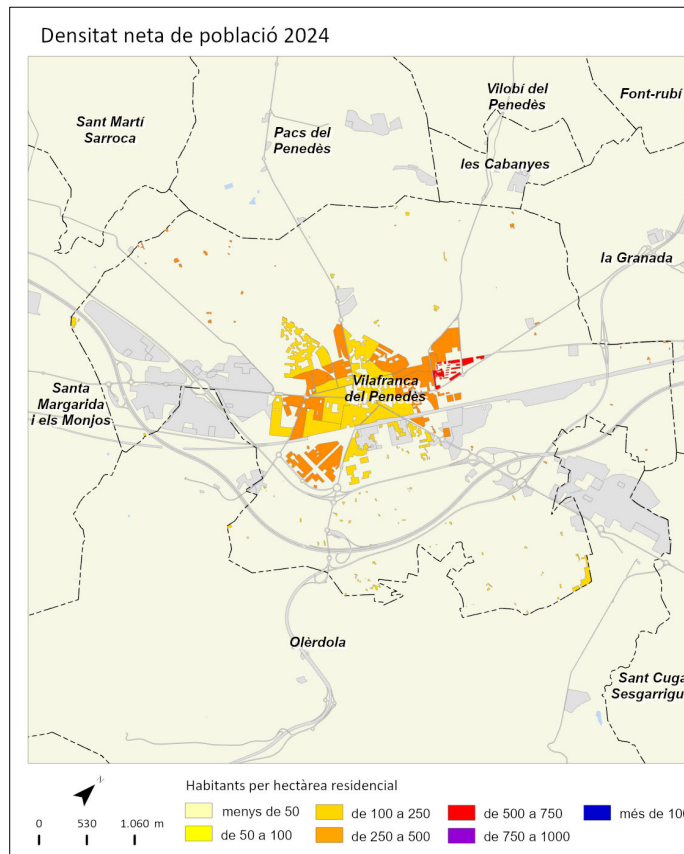 Densitat neta de població 2024
Vilobí del
Penedès
Font-rubí
Sant Martí
Sarroca
Pacs del
Penedès
les Cabanyes
la Granada
Vilafranca
del Penedès
Santa
Margarida
i els Monjos
Olèrdola
Sant Cuga
Sesgarrigu
N
Habitants per hectàrea residencial
0 530 1.060 m
menys de 50
de 100 a 250
de 500 a 750
més de 100
de 50 a 100
de 250 a 500
de 750 a 1000